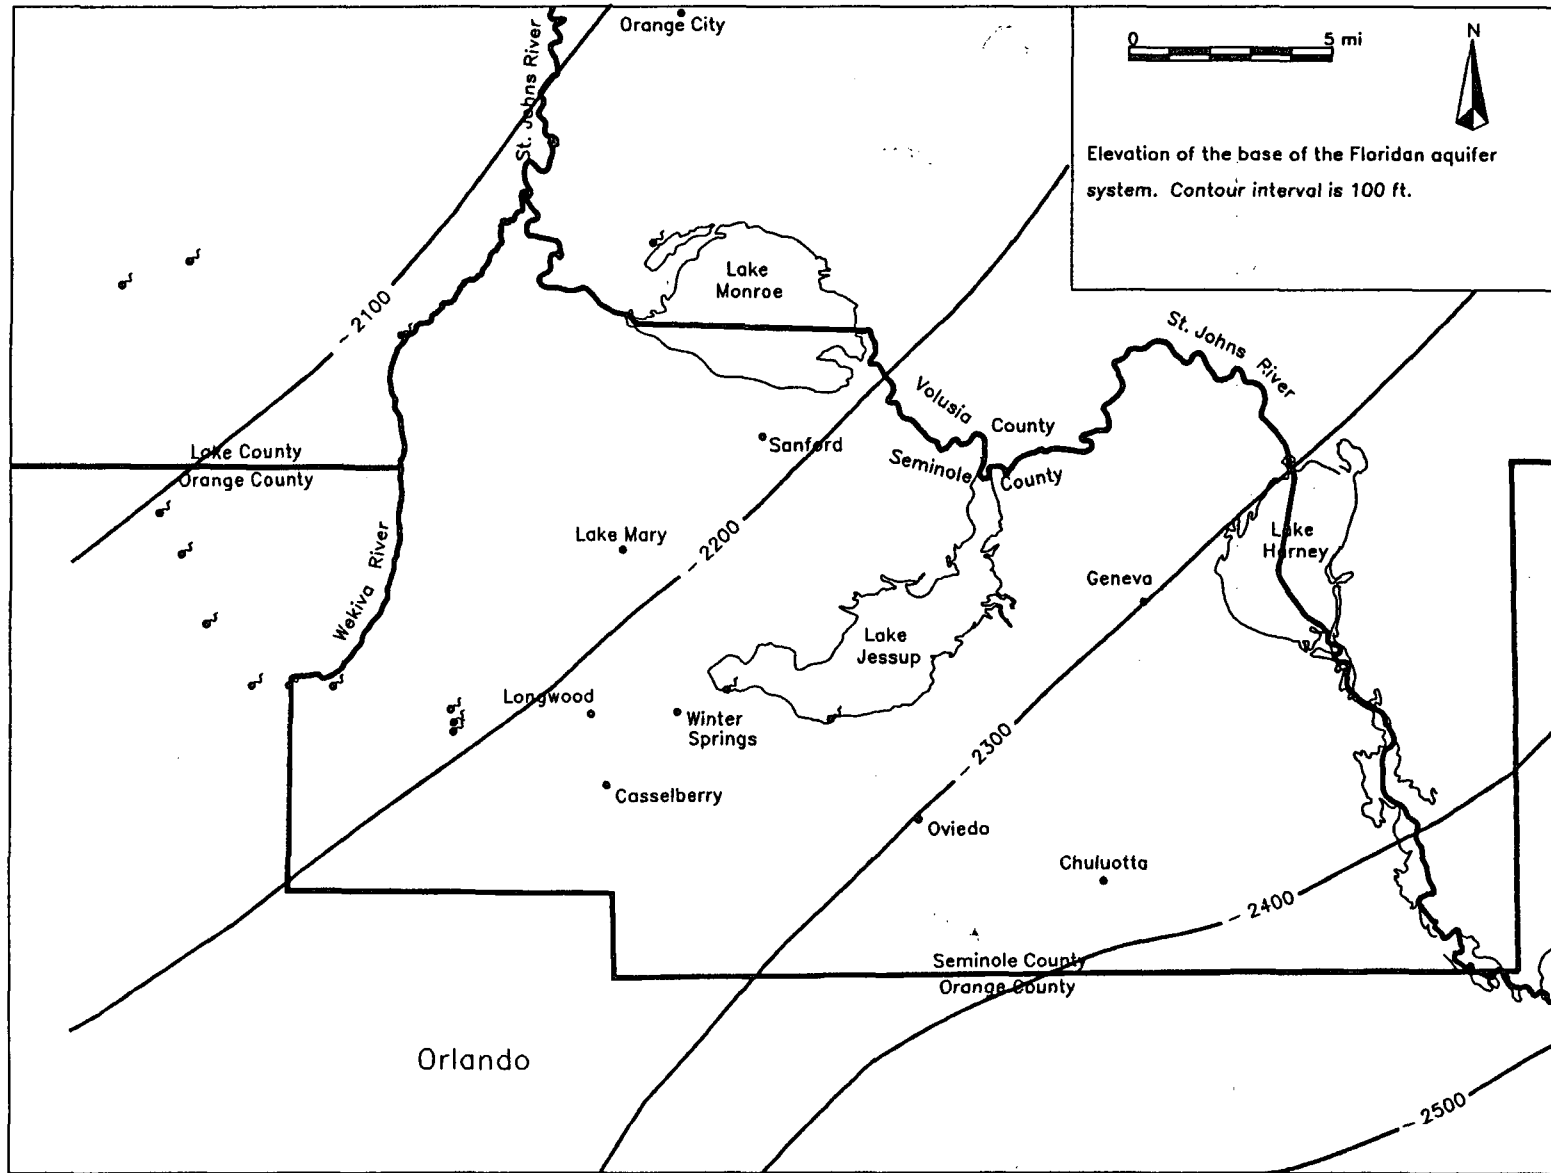 Orange City
St. Johns River
0 5 mi
N
Elevation of the base of the Floridan aquifer
system. Contour interval is 100 ft.
Lake
Monroe
- 2100
St. Johns River
Volusia County
Seminole County
Sanford
Lake County
Orange County
Lake Mary
- 2200
Lake
Harney
Geneva
Wekiva River
Lake
Jessup
Longwood
Winter
Springs
- 2300
Casselberry
Oviedo
Chuluotta
- 2400
Seminole County
Orange County
Orlando
- 2500